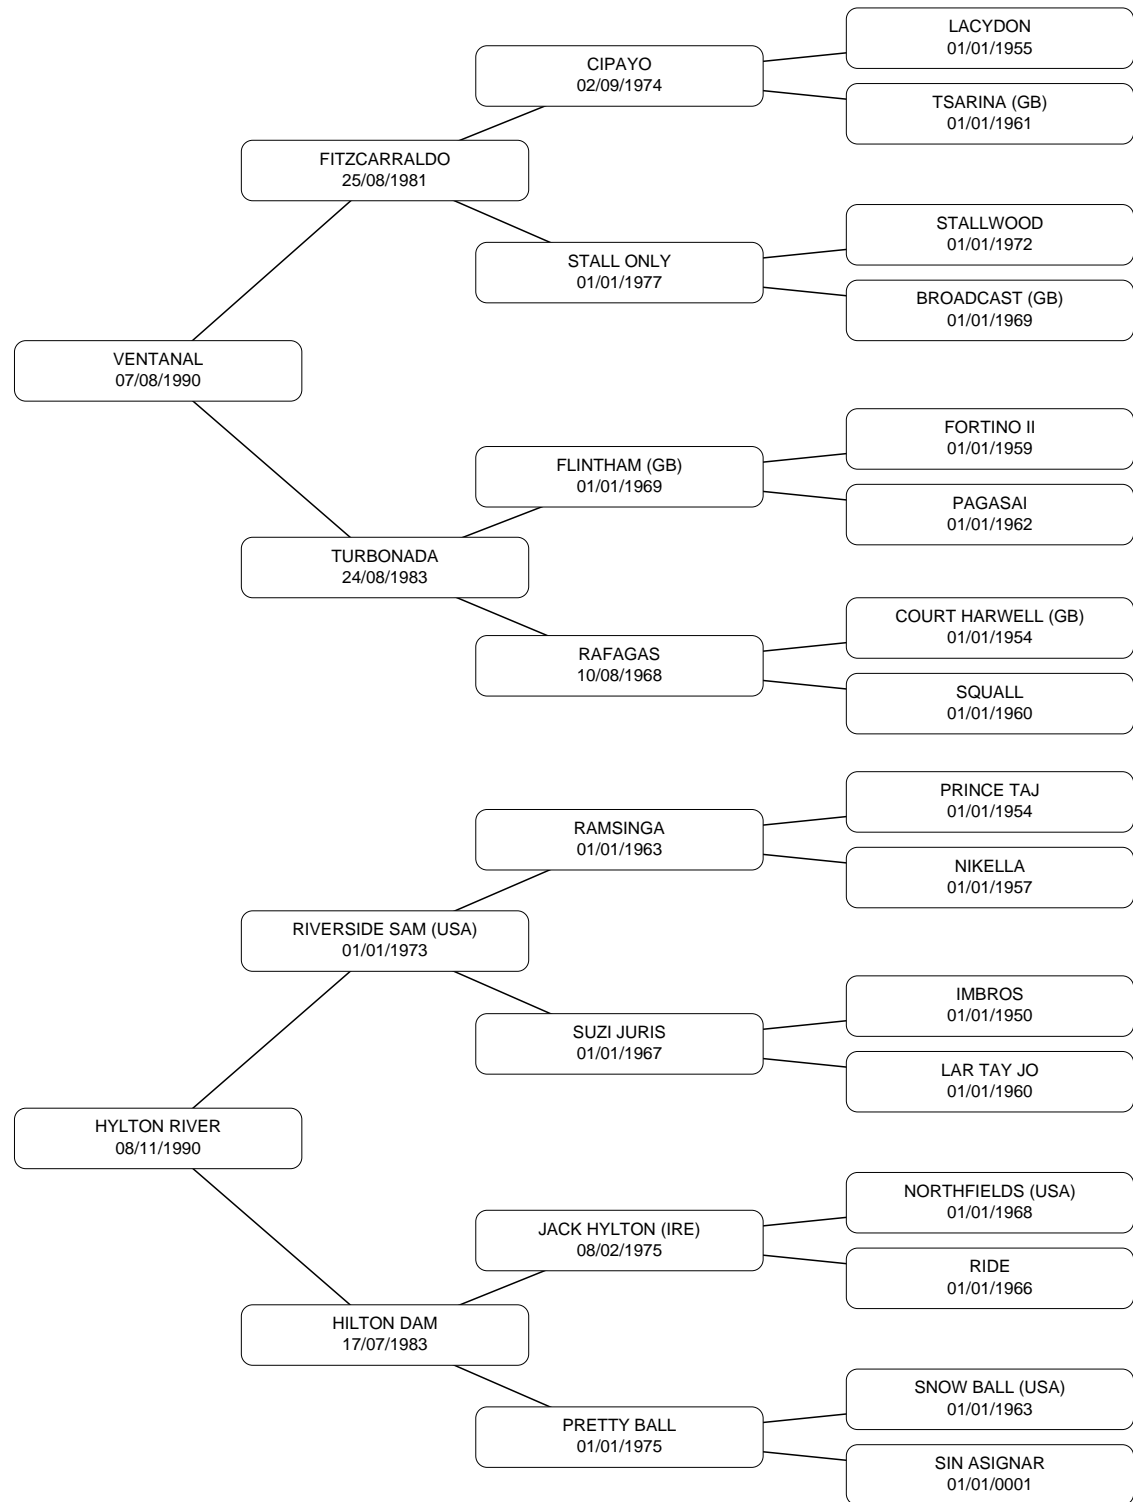 LACYDON
01/01/1955
CIPAYO
02/09/1974
TSARINA (GB)
01/01/1961
FITZCARRALDO
25/08/1981
STALLWOOD
01/01/1972
STALL ONLY
01/01/1977
BROADCAST (GB)
01/01/1969
VENTANAL
07/08/1990
FORTINO II
01/01/1959
FLINTHAM (GB)
01/01/1969
PAGASAI
01/01/1962
TURBONADA
24/08/1983
COURT HARWELL (GB)
01/01/1954
RAFAGAS
10/08/1968
SQUALL
01/01/1960
PRINCE TAJ
01/01/1954
RAMSINGA
01/01/1963
NIKELLA
01/01/1957
RIVERSIDE SAM (USA)
01/01/1973
IMBROS
01/01/1950
SUZI JURIS
01/01/1967
LAR TAY JO
01/01/1960
HYLTON RIVER
08/11/1990
NORTHFIELDS (USA)
01/01/1968
JACK HYLTON (IRE)
08/02/1975
RIDE
01/01/1966
HILTON DAM
17/07/1983
SNOW BALL (USA)
01/01/1963
PRETTY BALL
01/01/1975
SIN ASIGNAR
01/01/0001